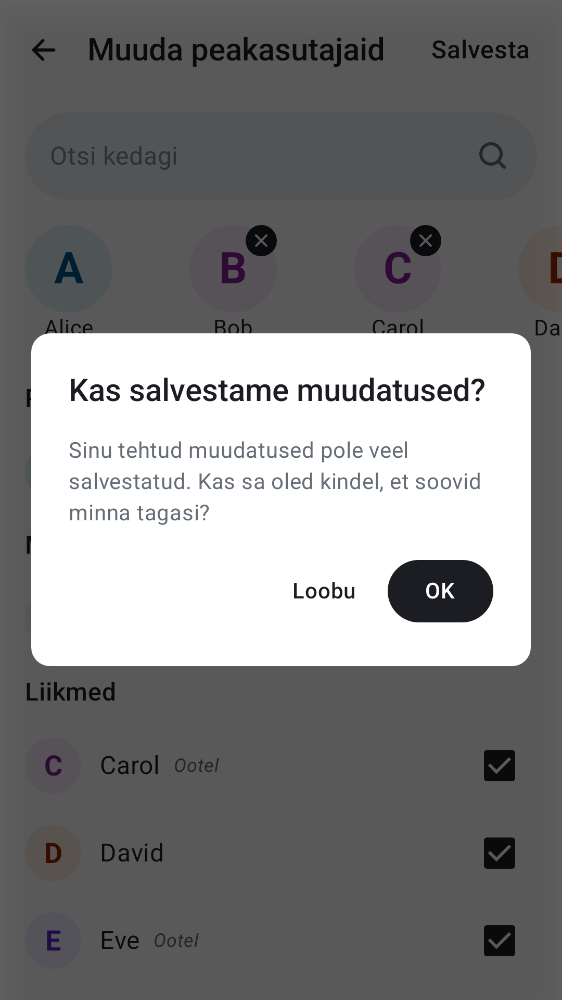 Muuda peakasutajaid
Salvesta
Otsi kedagi
A
B
C
D
Alice
Bob
Carol
Da
Kas salvestame muudatused?
Sinu tehtud muudatused pole veel
salvestatud. Kas sa oled kindel, et soovid
minna tagasi?
Loobu
OK
Liikmed
C
Carol Ootel
D
David
E
Eve Ootel